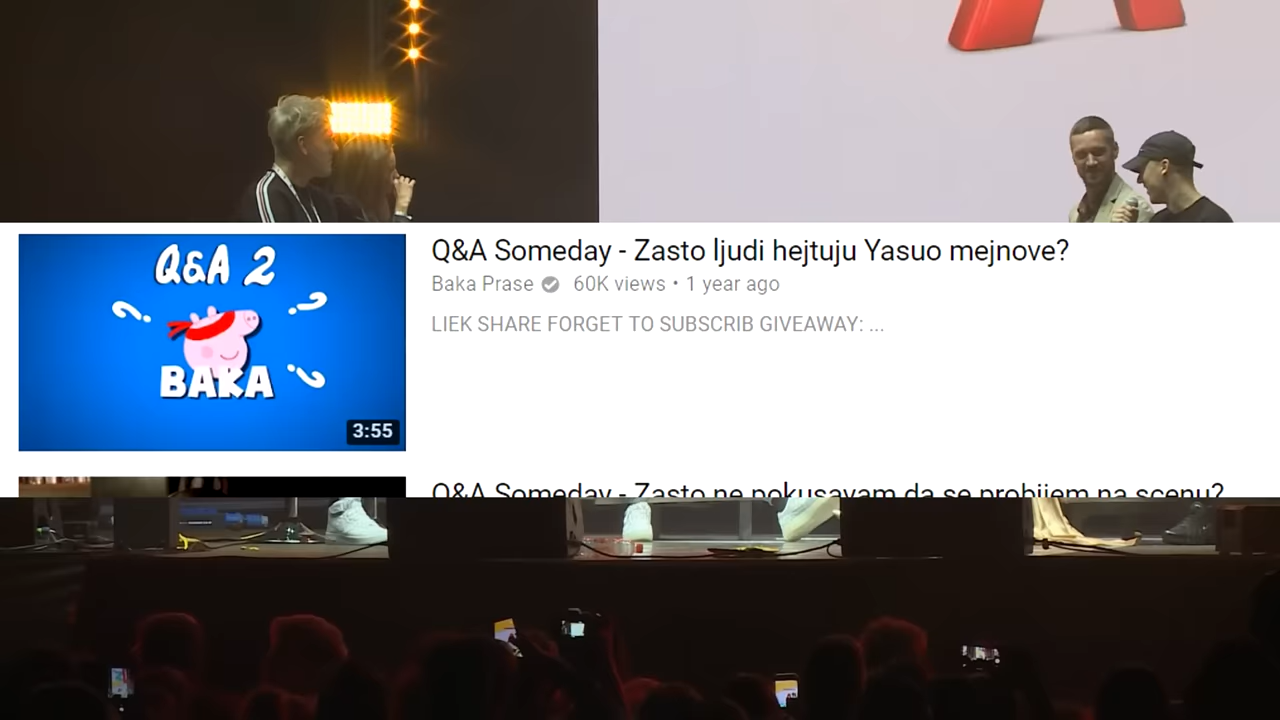 Q&A 2
BAKA
3:55
Q&A Someday - Zasto ljudi hejtuju Yasuo mejnove?
Baka Prase 60K views • 1 year ago
LIEK SHARE FORGET TO SUBSCRIB GIVEAWAY: ...
Q&A Someday - Zasto ne pokusavam da se probijem na scenu?